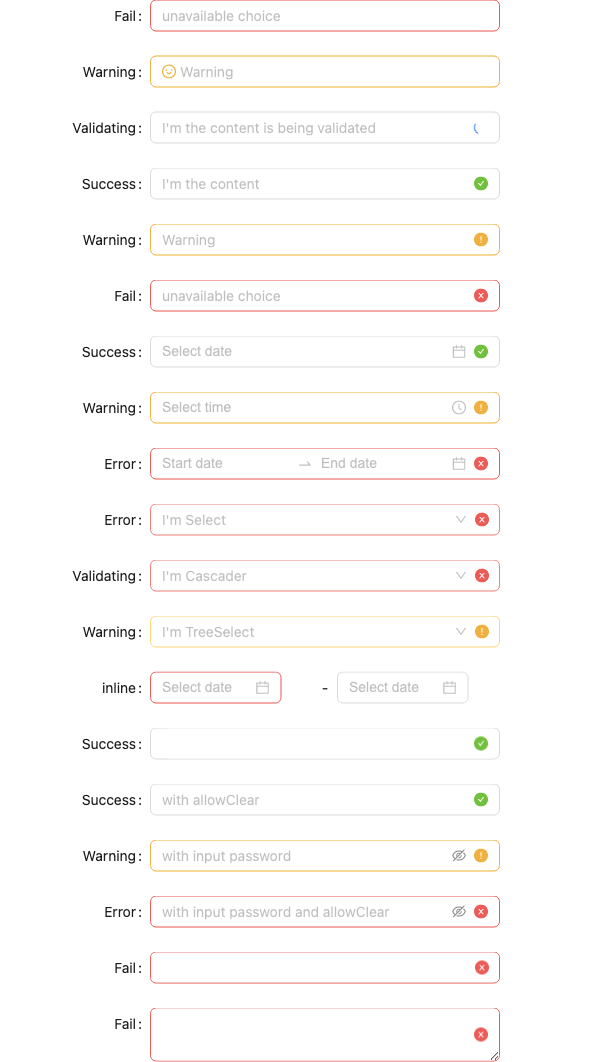 Fail: unavailable choice
Warning: Warning
Validating: I'm the content is being validated
Success: I'm the content
Warning: Warning
Fail: unavailable choice
Success: Select date
Warning: Select time
Error: Start date End date
Error: I'm Select
Validating: I'm Cascader
Warning: I'm TreeSelect
inline: Select date - Select date
Success:
Success: with allowClear
Warning: with input password
Error: with input password and allowClear
Fail:
Fail: